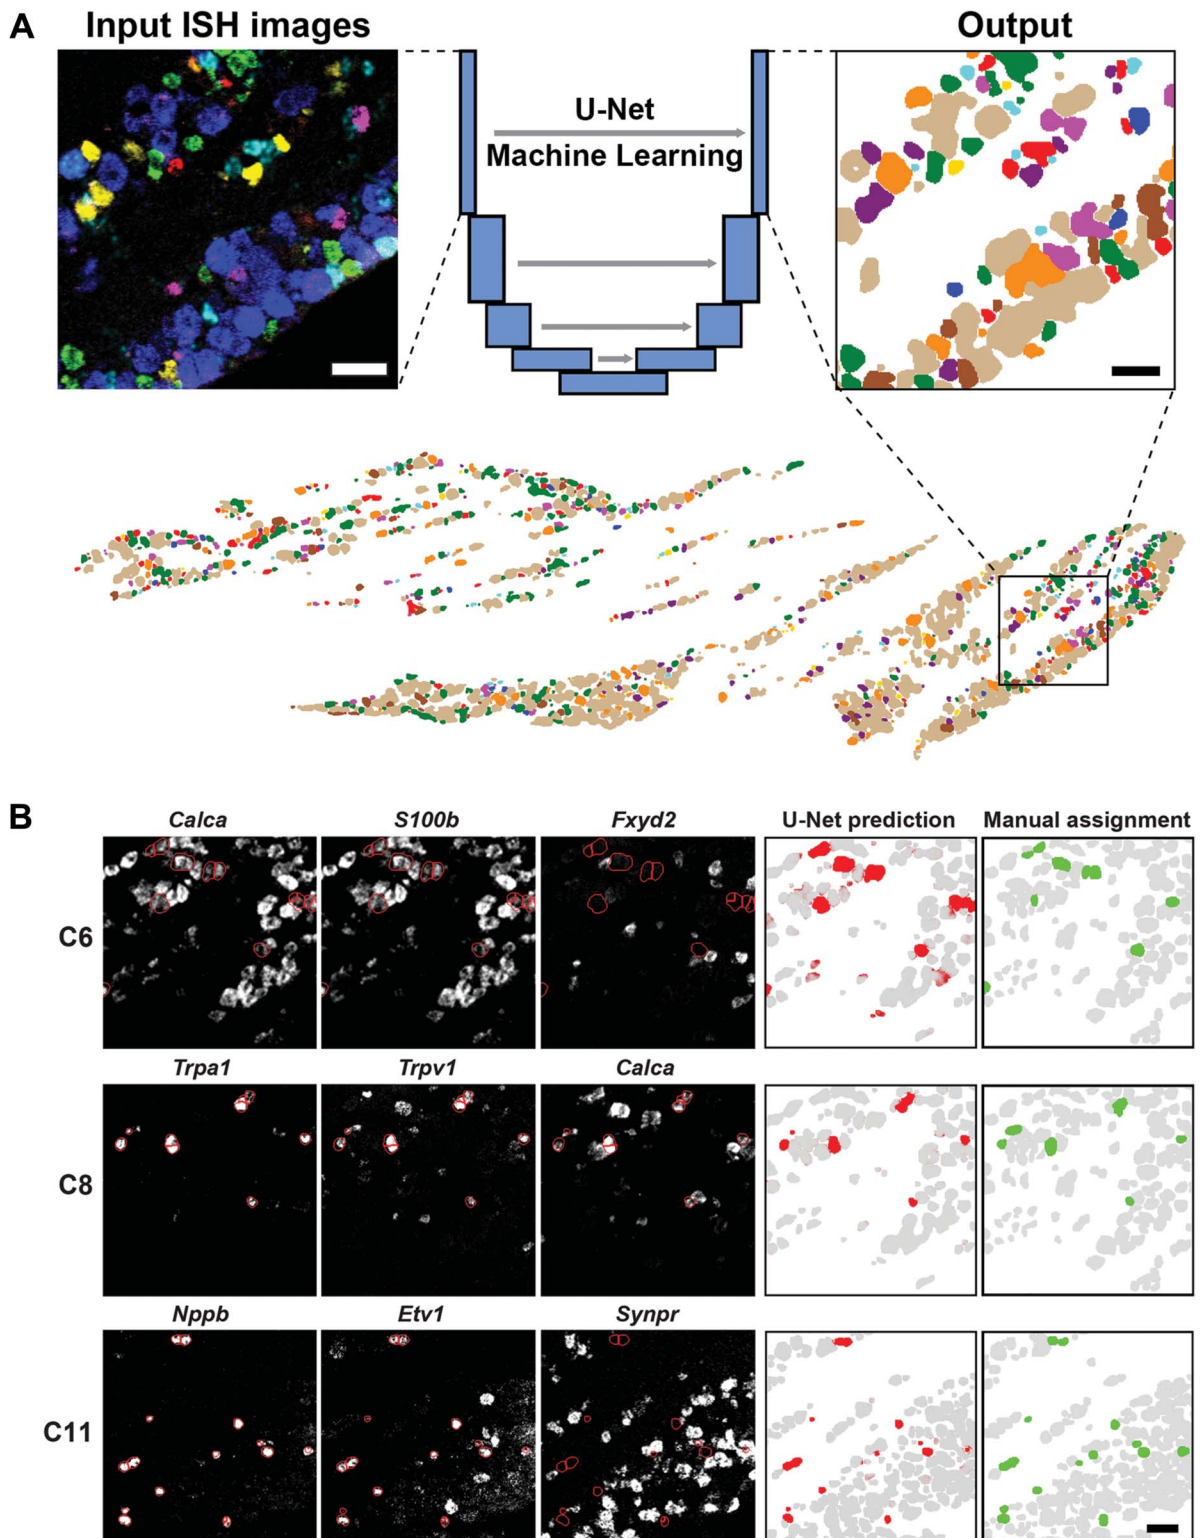 A
Input ISH images
Output
U-Net
Machine Learning
B
Calca
S100b
Fxyd2
U-Net prediction
Manual assignment
C6
Trpa1
Trpv1
Calca
C8
Nppb
Etv1
Synpr
C11